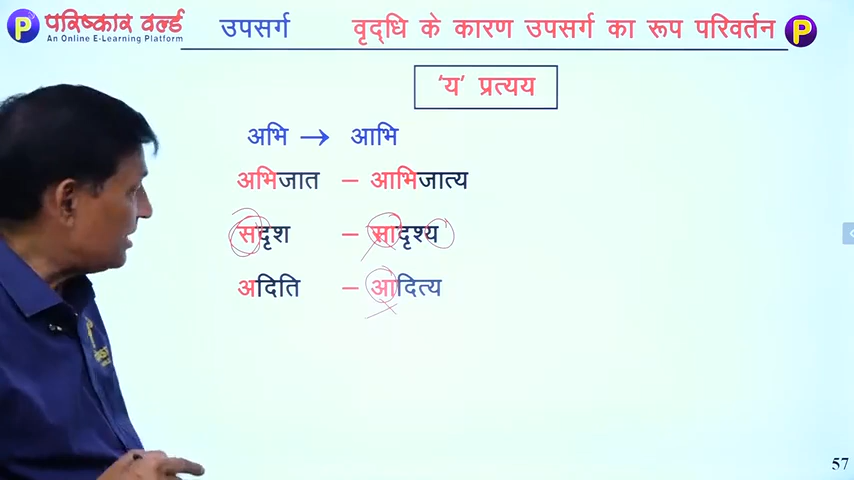 परिष्कार वर्ल्ड
An Online E-Learning Platform
उपसर्ग वृद्धि के कारण उपसर्ग का रूप परिवर्तन
P
P
'य' प्रत्यय
अभि → आभि
अभिजात – आभिजात्य
सदृश – सादृश्य
अदिति – आदित्य
57